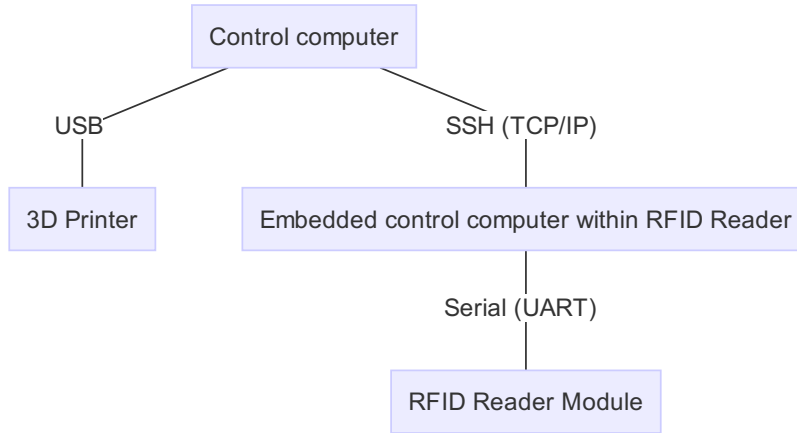 Control computer
USB
SSH (TCP/IP)
3D Printer
Embedded control computer within RFID Reader
Serial (UART)
RFID Reader Module